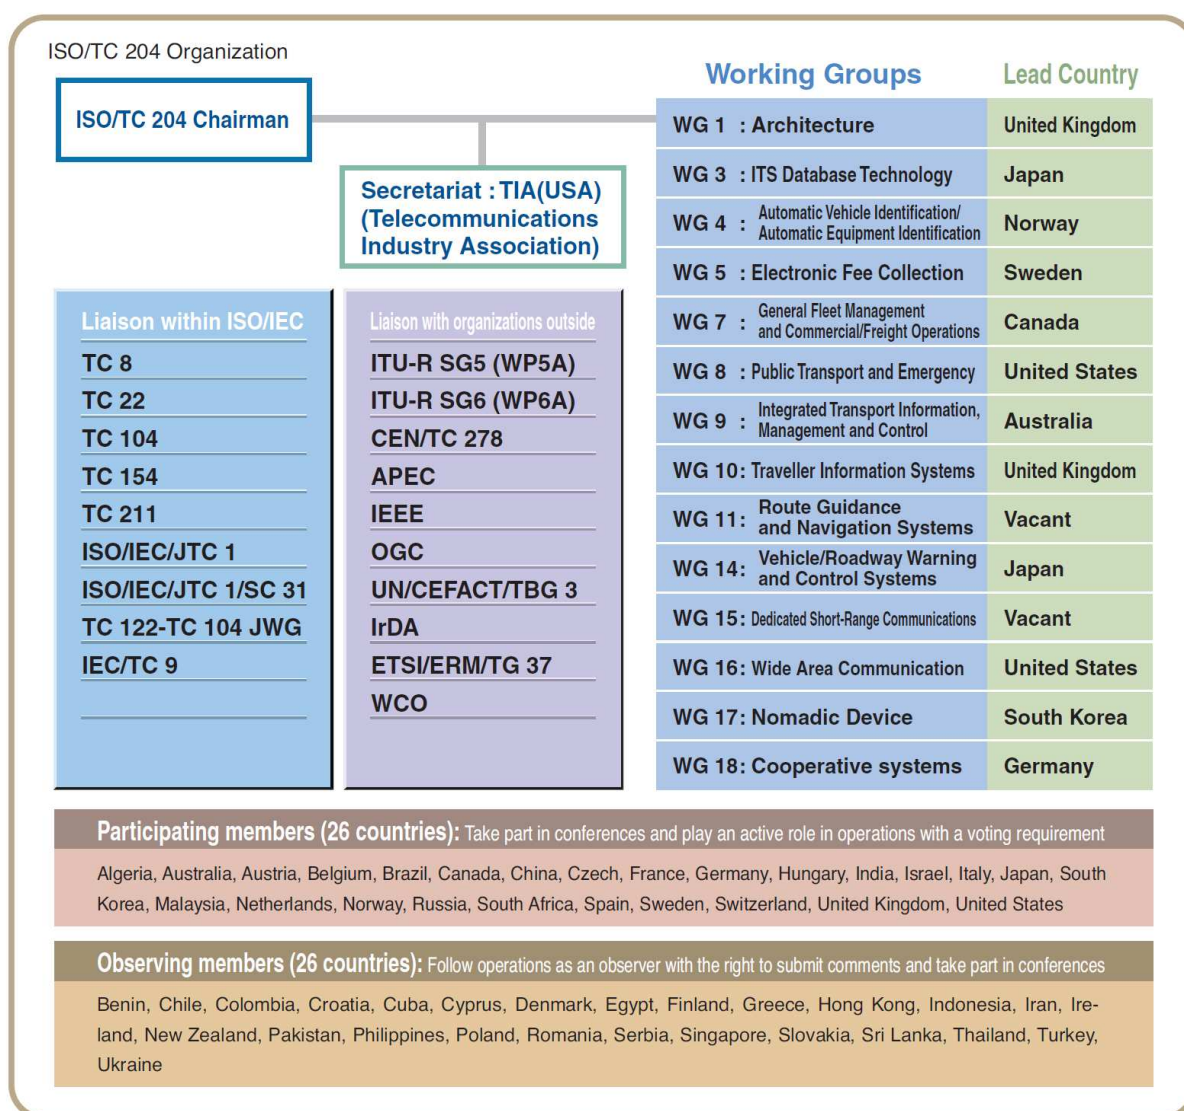 ISO/TC 204 Organization
ISO/TC 204 Chairman
Secretariat : TIA(USA)
(Telecommunications
Industry Association)
Liaison within ISO/IEC
TC 8
TC 22
TC 104
TC 154
TC 211
ISO/IEC/JTC 1
ISO/IEC/JTC 1/SC 31
TC 122-TC 104 JWG
IEC/TC 9
Liaison with organizations outside
ITU-R SG5 (WP5A)
ITU-R SG6 (WP6A)
CEN/TC 278
APEC
IEEE
OGC
UN/CEFACT/TBG 3
IrDA
ETSI/ERM/TG 37
WCO
Working Groups Lead Country
WG 1 : Architecture United Kingdom
WG 3 : ITS Database Technology Japan
WG 4 : Automatic Vehicle Identification/
Automatic Equipment Identification Norway
WG 5 : Electronic Fee Collection Sweden
WG 7 : General Fleet Management
and Commercial/Freight Operations Canada
WG 8 : Public Transport and Emergency United States
WG 9 : Integrated Transport Information,
Management and Control Australia
WG 10 : Traveller Information Systems United Kingdom
WG 11 : Route Guidance
and Navigation Systems Vacant
WG 14 : Vehicle/Roadway Warning
and Control Systems Japan
WG 15 : Dedicated Short-Range Communications Vacant
WG 16 : Wide Area Communication United States
WG 17 : Nomadic Device South Korea
WG 18 : Cooperative systems Germany
Participating members (26 countries): Take part in conferences and play an active role in operations with a voting requirement
Algeria, Australia, Austria, Belgium, Brazil, Canada, China, Czech, France, Germany, Hungary, India, Israel, Italy, Japan, South
Korea, Malaysia, Netherlands, Norway, Russia, South Africa, Spain, Sweden, Switzerland, United Kingdom, United States
Observing members (26 countries): Follow operations as an observer with the right to submit comments and take part in conferences
Benin, Chile, Colombia, Croatia, Cuba, Cyprus, Denmark, Egypt, Finland, Greece, Hong Kong, Indonesia, Iran, Ire-
land, New Zealand, Pakistan, Philippines, Poland, Romania, Serbia, Singapore, Slovakia, Sri Lanka, Thailand, Turkey,
Ukraine